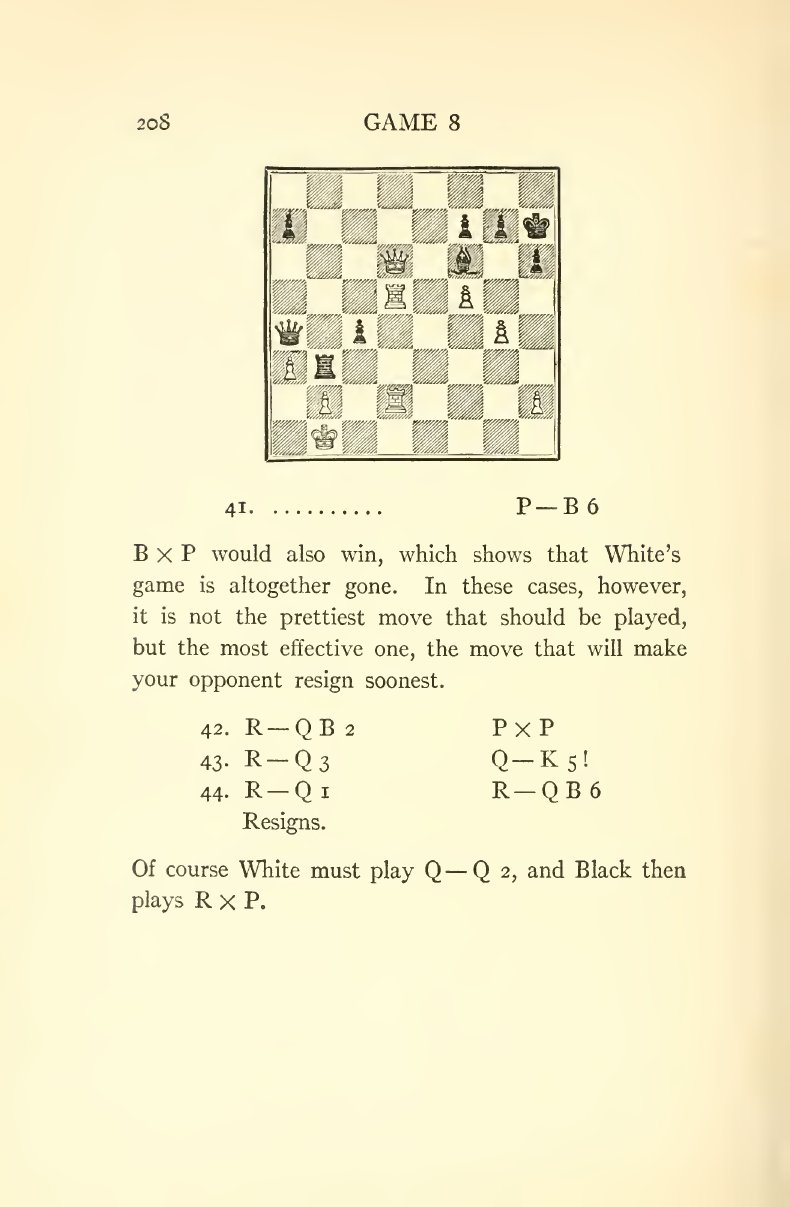 208 GAME 8
41. .......... P—B 6
B × P would also win, which shows that White's
game is altogether gone. In these cases, however,
it is not the prettiest move that should be played,
but the most effective one, the move that will make
your opponent resign soonest.
42. R—Q B 2 P × P
43. R—Q 3 Q—K 5!
44. R—Q 1 R—Q B 6
Resigns.
Of course White must play Q—Q 2, and Black then
plays R × P.